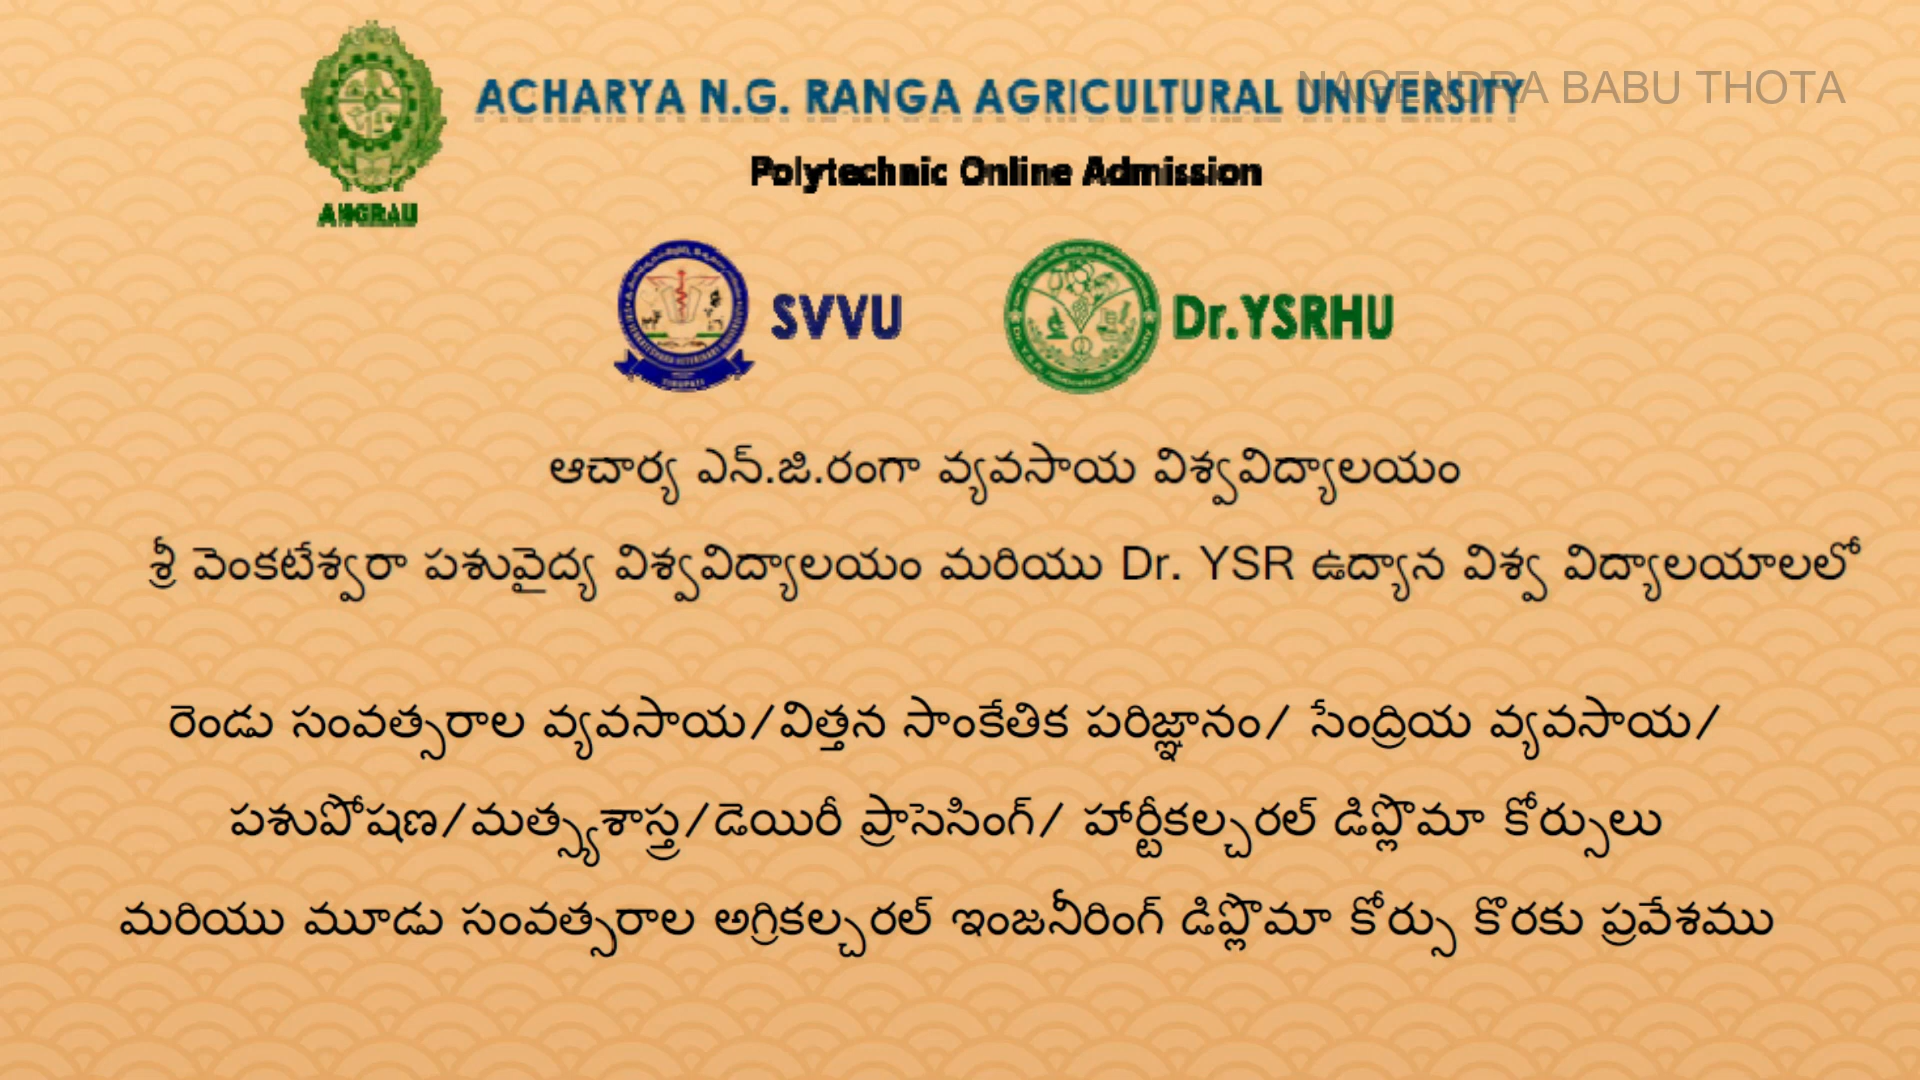 ACHARYA N.G. RANGA AGRICULTURAL UNIVERSITY
NAGENDRA BABU THOTA
Polytechnic Online Admission
ANGRAU
SVVU
Dr.YSRHU
TIRUPATI
ఆచార్య ఎన్.జి.రంగా వ్యవసాయ విశ్వవిద్యాలయం
శ్రీ వెంకటేశ్వరా పశువైద్య విశ్వవిద్యాలయం మరియు Dr. YSR ఉద్యాన విశ్వ విద్యాలయాలలో
రెండు సంవత్సరాల వ్యవసాయ/విత్తన సాంకేతిక పరిజ్ఞానం/ సేంద్రియ వ్యవసాయ/
పశుపోషణ/మత్స్యశాస్త్ర/డెయిరీ ప్రాసెసింగ్/ హార్టీకల్చరల్ డిప్లొమా కోర్సులు
మరియు మూడు సంవత్సరాల అగ్రికల్చరల్ ఇంజనీరింగ్ డిప్లొమా కోర్సు కొరకు ప్రవేశము